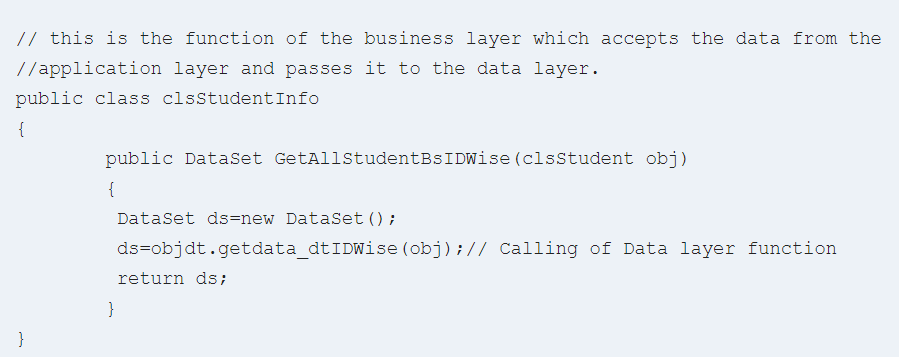 // this is the function of the business layer which accepts the data from the
//application layer and passes it to the data layer.
public class clsStudentInfo
{
public DataSet GetAllStudentBsIDWise(clsStudent obj)
{
DataSet ds=new DataSet();
ds=objdt.getdata_dtIDWise(obj);// Calling of Data layer function
return ds;
}
}